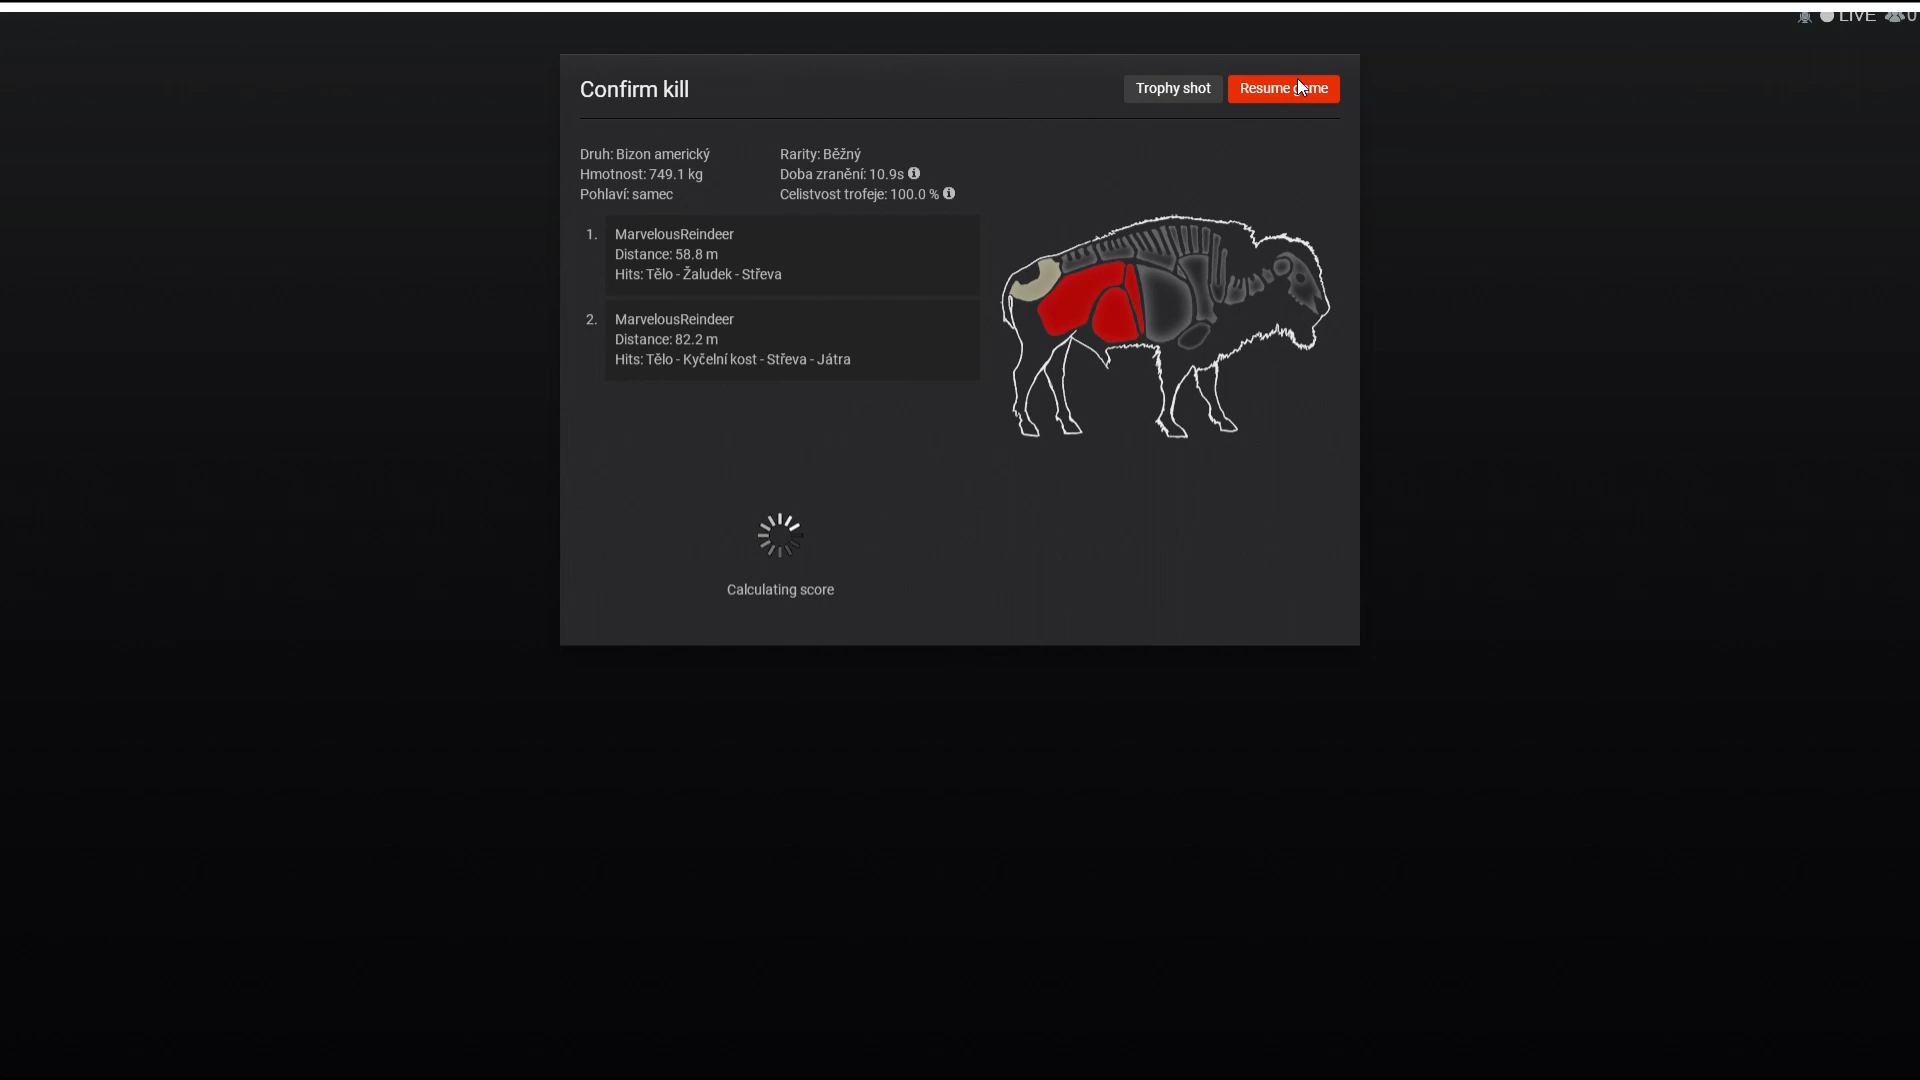 LIVE 0
Confirm kill
Trophy shot
Resume game
Druh: Bizon americký
Hmotnost: 749.1 kg
Pohlaví: samec
Rarity: Běžný
Doba zranění: 10.9s
Celistvost trofeje: 100.0 %
1. MarvelousReindeer
Distance: 58.8 m
Hits: Tělo - Žaludek - Střeva
2. MarvelousReindeer
Distance: 82.2 m
Hits: Tělo - Kyčelní kost - Střeva - Játra
Calculating score